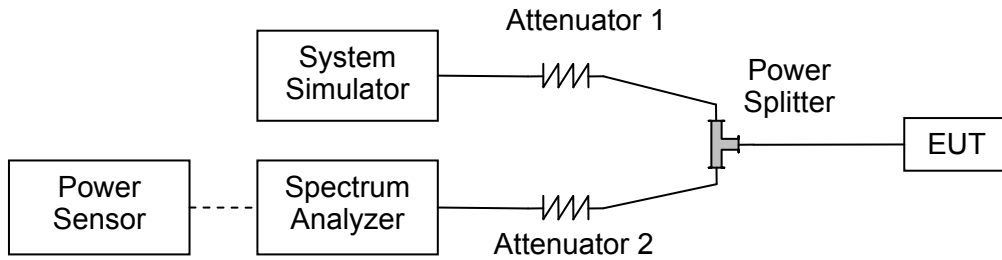 Attenuator 1
System
Simulator
Power
Splitter
EUT
Power
Sensor
Spectrum
Analyzer
Attenuator 2